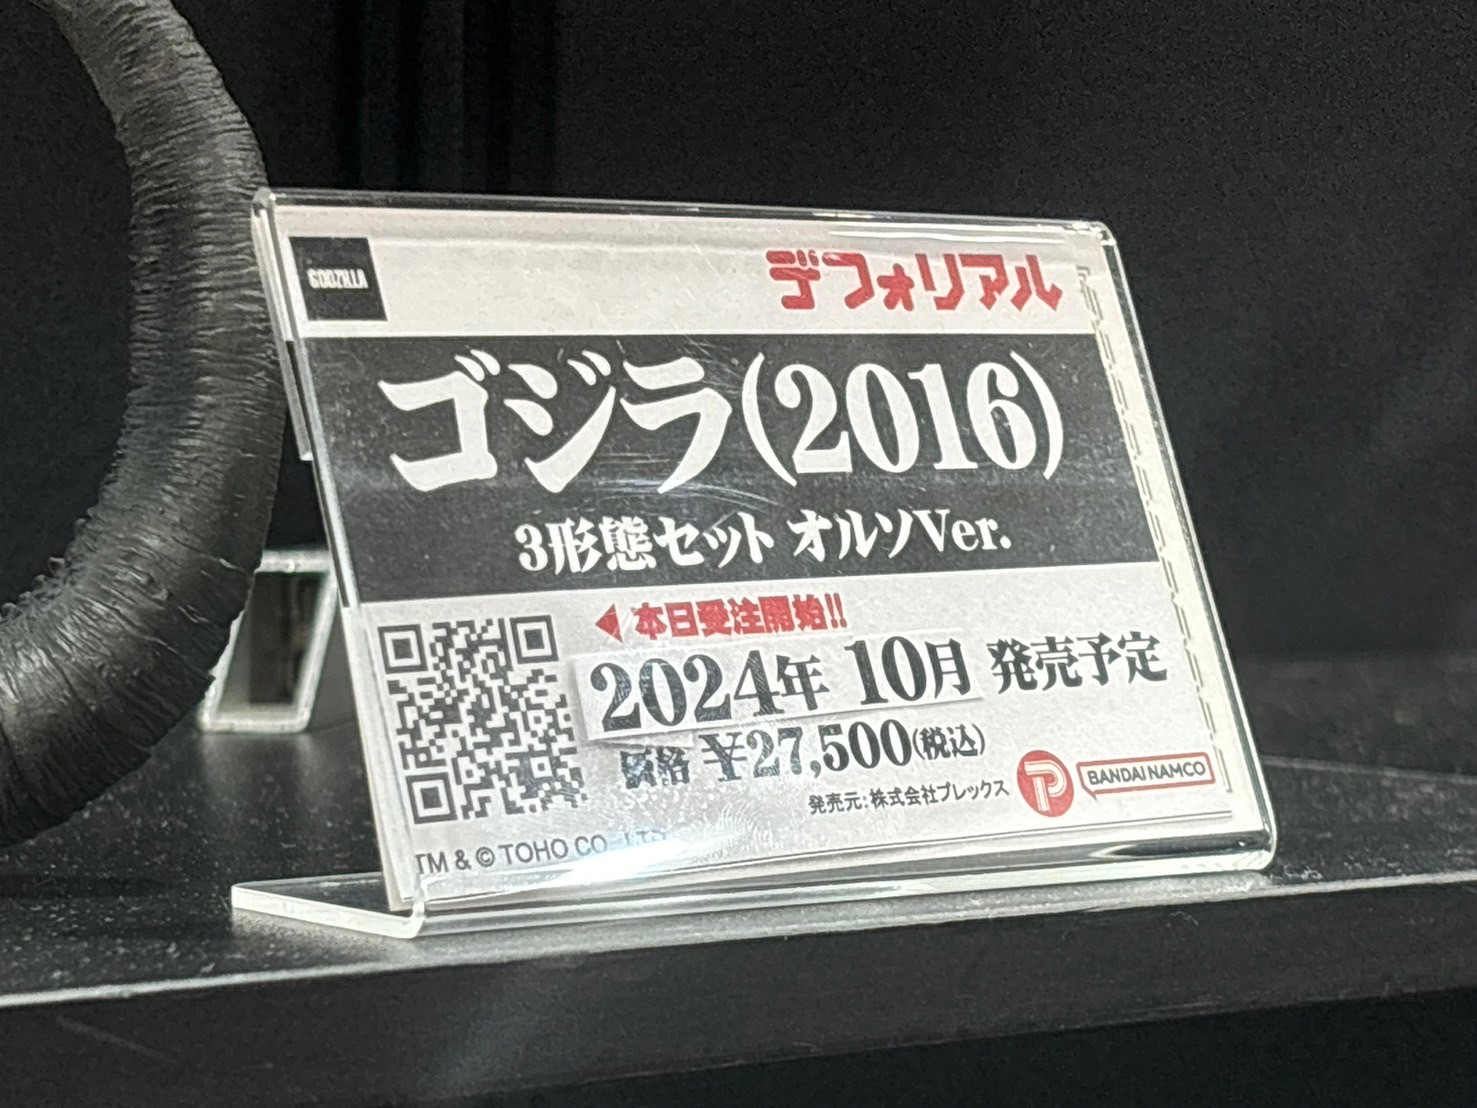 GODZILLA
デフォリアル
ゴジラ(2016)
3形態セット オルソVer.
◀本日受注開始!!
2024年 10月 発売予定
価格 ¥27,500(税込)
発売元:株式会社プレックス
BANDAI NAMCO
TM & © TOHO CO., LTD.